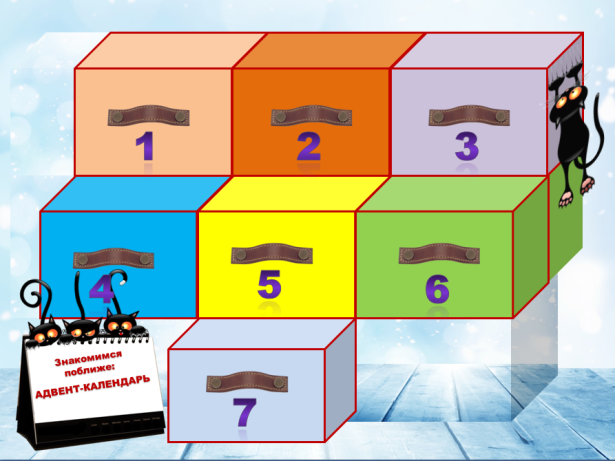 1 2 3
4 5 6
Знакомимся
поближе:
АДВЕНТ-КАЛЕНДАРЬ
7